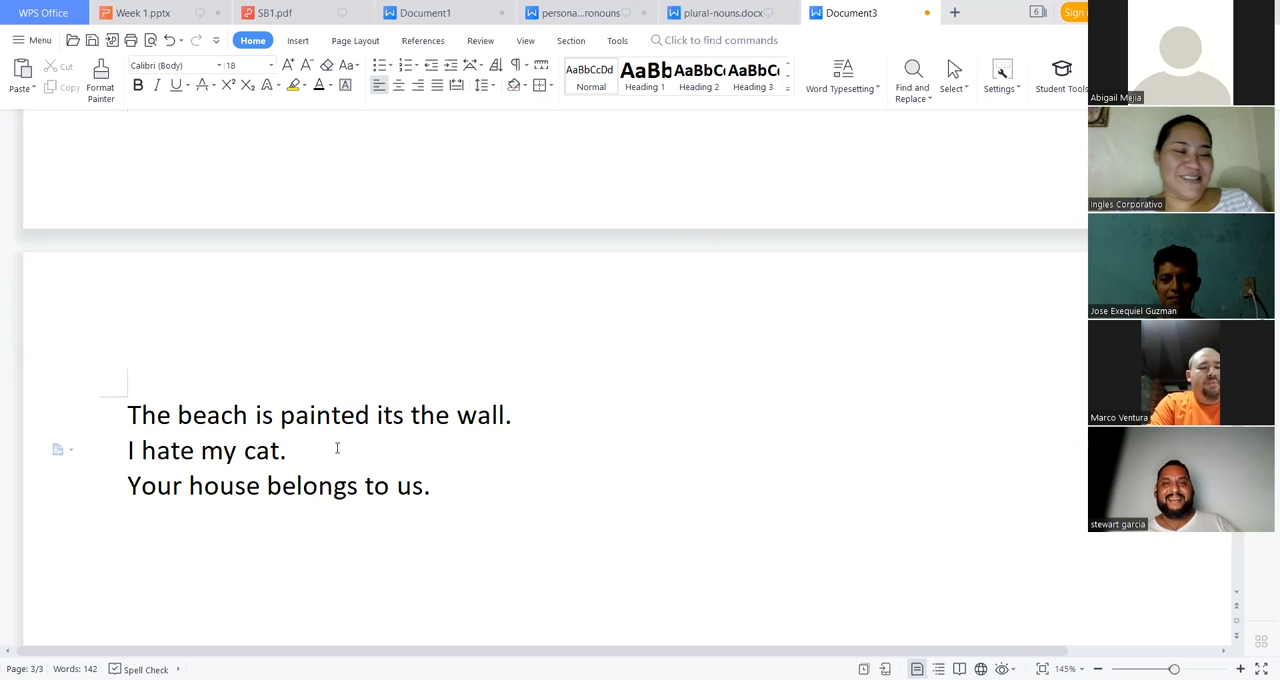 WPS Office Week 1.pptx SB1.pdf Document1 persona...ronouns plural-nouns.docx Document3 + 6 Sign
Menu Home Insert Page Layout References Review View Section Tools Click to find commands
Paste Cut Copy Format Painter Calibri (Body) 18 AaBbCcDd Normal AaBb Heading 1 AaBbC Heading 2 AaBbC Heading 3 Word Typesetting Find and Replace Select Settings Student Tools
Abigail Mejia
Ingles Corporativo
Jose Exequiel Guzman
The beach is painted its the wall.
Marco Ventura
I hate my cat.
Your house belongs to us.
stewart garcia
Page: 3/3 Words: 142 Spell Check 145%